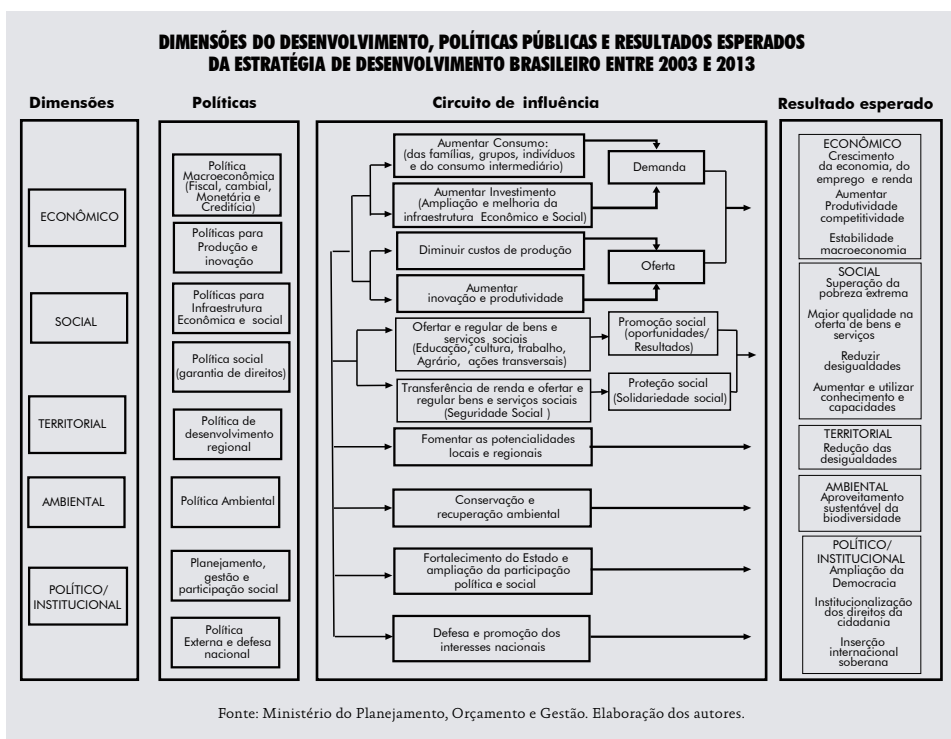 DIMENSÕES DO DESENVOLVIMENTO, POLÍTICAS PÚBLICAS E RESULTADOS ESPERADOS
DA ESTRATÉGIA DE DESENVOLVIMENTO BRASILEIRO ENTRE 2003 E 2013
Dimensões
ECONÔMICO
SOCIAL
TERRITORIAL
AMBIENTAL
POLÍTICO/
INSTITUCIONAL
Políticas
Política
Macroeconômica
(Fiscal, cambial,
Monetária e
Creditícia)
Políticas para
Produção e
inovação
Políticas para
Infraestrutura
Econômica e social
Política social
(garantia de direitos)
Política de
desenvolvimento
regional
Política Ambiental
Planejamento,
gestão e
participação social
Política
Externa e defesa
nacional
Circuito de influência
Aumentar Consumo:
(das famílias, grupos, indivíduos
e do consumo intermediário)
Aumentar Investimento
(Ampliação e melhoria da
infraestrutura Econômico e Social)
Demanda
Diminuir custos de produção
Aumentar
inovação e produtividade
Oferta
Ofertar e regular de bens e
serviços sociais
(Educação, cultura, trabalho,
Agrário, ações transversais)
Promoção social
(oportunidades/
Resultados)
Transferência de renda e ofertar e
regular bens e serviços sociais
(Seguridade Social )
Proteção social
(Solidariedade social)
Fomentar as potencialidades
locais e regionais
Conservação e
recuperação ambiental
Fortalecimento do Estado e
ampliação da participação
política e social
Defesa e promoção dos
interesses nacionais
Resultado esperado
ECONÔMICO
Crescimento
da economia, do
emprego e renda
Aumentar
Produtividade
competitividade
Estabilidade
macroeconomia
SOCIAL
Superação da
pobreza extrema
Maior qualidade na
oferta de bens e
serviços
Reduzir
desigualdades
Aumentar e utilizar
conhecimento e
capacidades
TERRITORIAL
Redução das
desigualdades
AMBIENTAL
Aproveitamento
sustentável da
biodiversidade
POLÍTICO/
INSTITUCIONAL
Ampliação da
Democracia
Institucionalização
dos direitos da
cidadania
Inserção
internacional
soberana
Fonte: Ministério do Planejamento, Orçamento e Gestão. Elaboração dos autores.